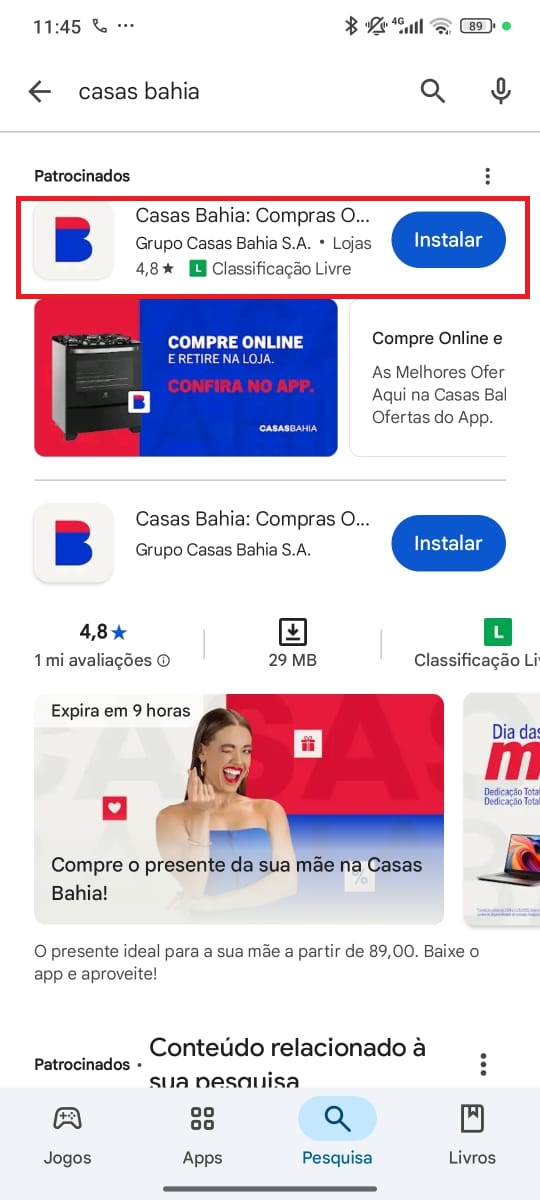 11:45
4G
89
casas bahia
Patrocinados
Casas Bahia: Compras O...
Grupo Casas Bahia S.A. • Lojas
4,8★ L Classificação Livre
Instalar
COMPRE ONLINE
E RETIRE NA LOJA.
CONFIRA NO APP.
CASASBAHIA
Compre Online e
As Melhores Ofer
Aqui na Casas Bal
Ofertas do App.
Casas Bahia: Compras O...
Grupo Casas Bahia S.A.
Instalar
4,8★
1 mi avaliações
29 MB
L
Classificação Li
Expira em 9 horas
Compre o presente da sua mãe na Casas
Bahia!
%
Dia das
m
Dedicação Total
Dedicação Total
O presente ideal para a sua mãe a partir de 89,00. Baixe o
app e aproveite!
Patrocinados •
Conteúdo relacionado à
sua pesquisa
Jogos
Apps
Pesquisa
Livros